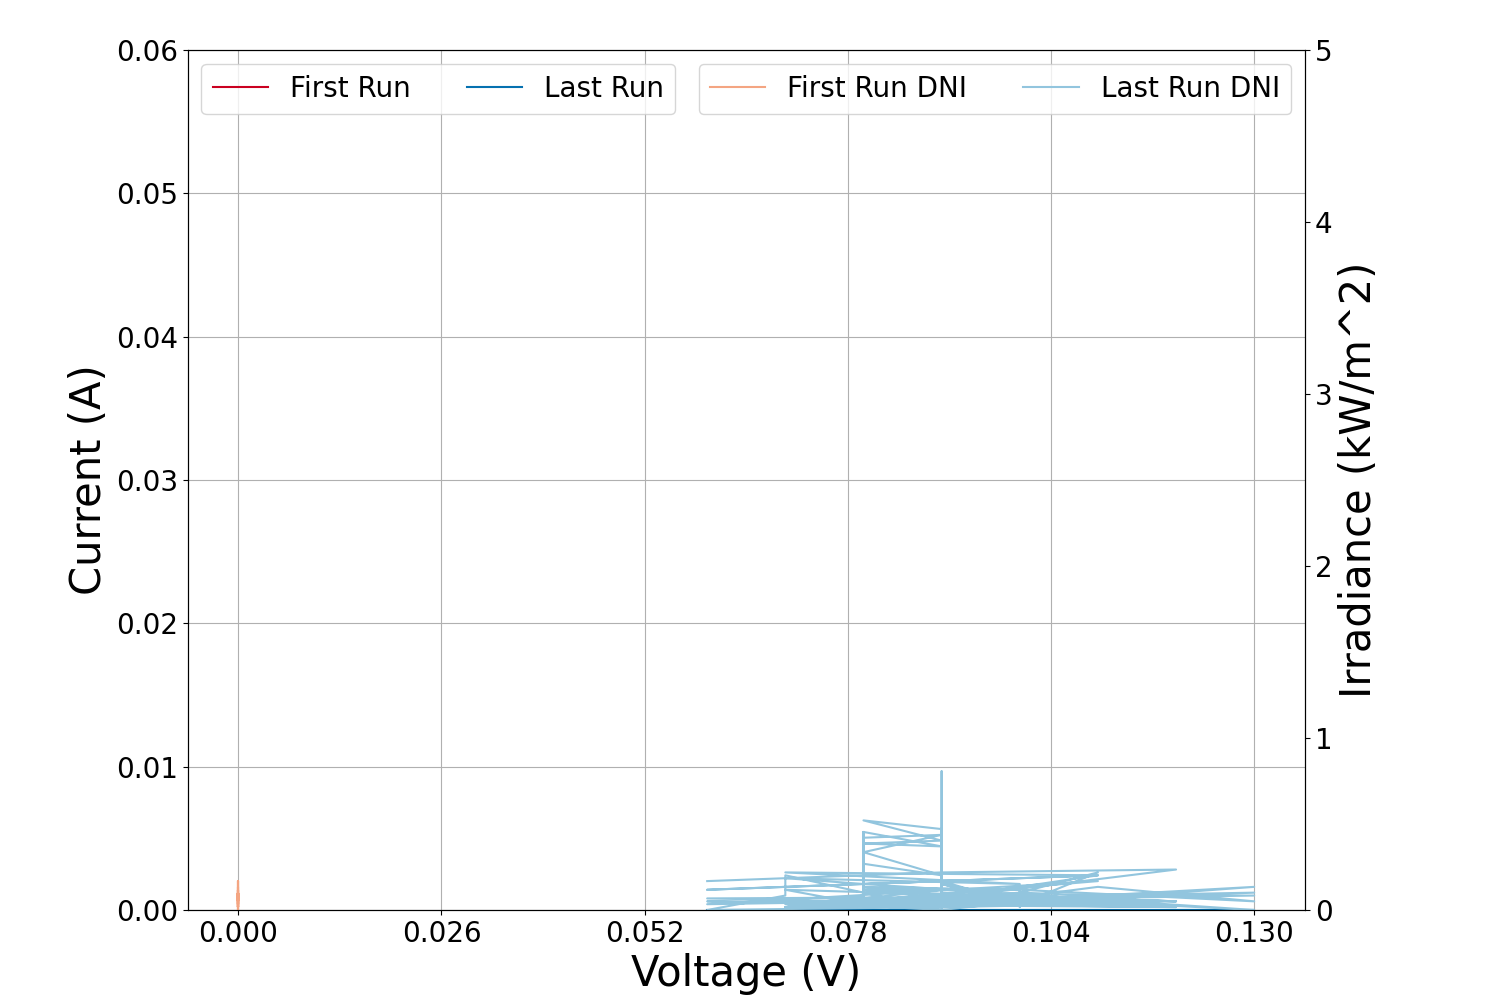 First Run
Last Run
First Run DNI
Last Run DNI
0.06
0.05
0.04
0.03
0.02
0.01
0.00
Current (A)
5
4
3
2
1
0
Irradiance (kW/m^2)
0.000
0.026
0.052
0.078
0.104
0.130
Voltage (V)